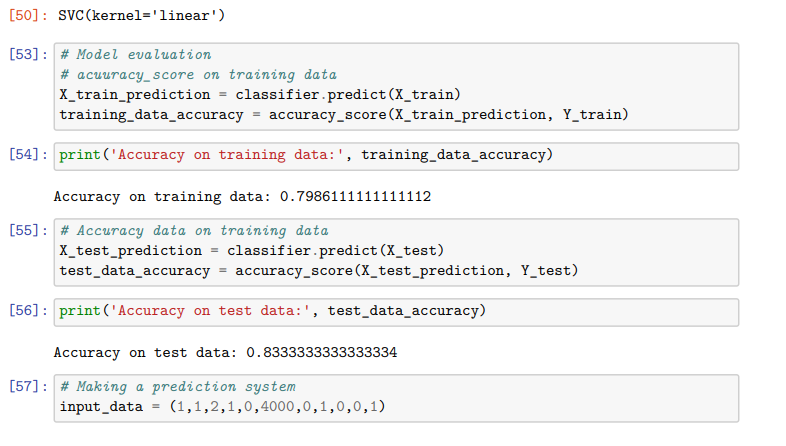 [50]: SVC(kernel='linear')
[53]: # Model evaluation
# acuuracy_score on training data
X_train_prediction = classifier.predict(X_train)
training_data_accuracy = accuracy_score(X_train_prediction, Y_train)
[54]: print('Accuracy on training data:', training_data_accuracy)
Accuracy on training data: 0.7986111111111112
[55]: # Accuracy data on training data
X_test_prediction = classifier.predict(X_test)
test_data_accuracy = accuracy_score(X_test_prediction, Y_test)
[56]: print('Accuracy on test data:', test_data_accuracy)
Accuracy on test data: 0.8333333333333334
[57]: # Making a prediction system
input_data = (1,1,2,1,0,4000,0,1,0,0,1)